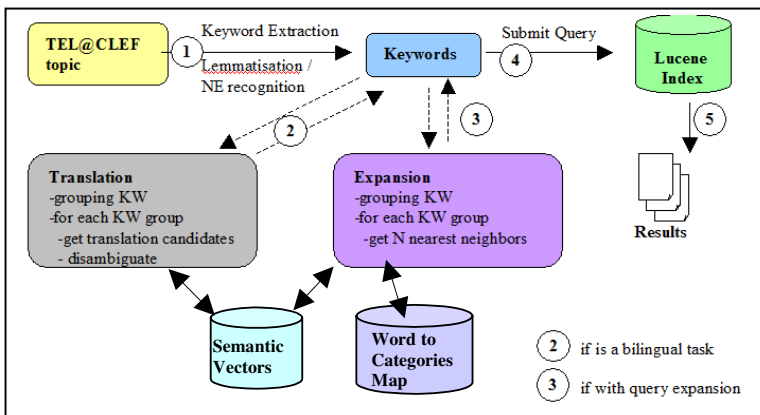 TEL@CLEF
topic
1
Keyword Extraction
Lemmatisation /
NE recognition
Keywords
Submit Query
4
Lucene
Index
2
3
5
Translation
-grouping KW
-for each KW group
-get translation candidates
- disambiguate
Expansion
-grouping KW
-for each KW group
-get N nearest neighbors
Results
Semantic
Vectors
Word to
Categories
Map
2 if is a bilingual task
3 if with query expansion